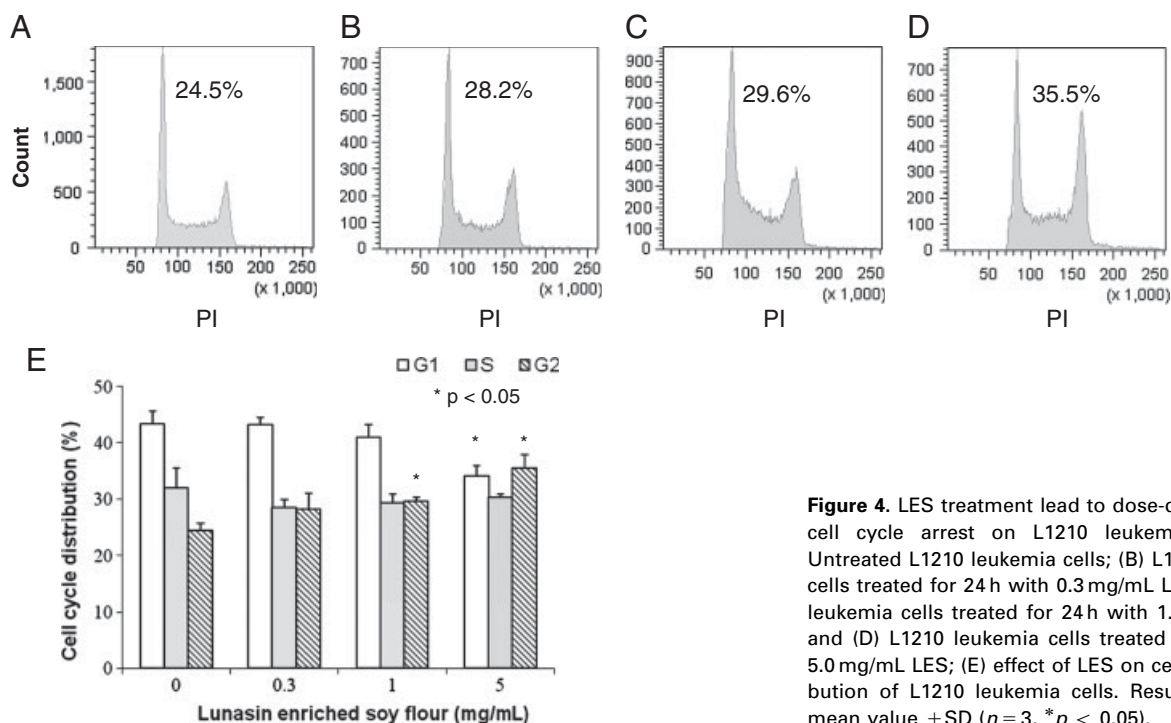 A
B
C
D
Count
1,500
1,000
500
0
24.5%
50 100 150 200 250
(x 1,000)
PI
700
600
500
400
300
200
100
0
28.2%
50 100 150 200 250
(x 1,000)
PI
900
800
700
600
500
400
300
200
100
0
29.6%
50 100 150 200 250
(x 1,000)
PI
700
600
500
400
300
200
100
0
35.5%
50 100 150 200 250
(x 1,000)
PI
E
G1 S G2
* p < 0.05
Cell cycle distribution (%)
50
40
30
20
10
0
*
* *
0 0.3 1 5
Lunasin enriched soy flour (mg/mL)
Figure 4. LES treatment lead to dose-d
cell cycle arrest on L1210 leukem
Untreated L1210 leukemia cells; (B) L1
cells treated for 24 h with 0.3 mg/mL L
leukemia cells treated for 24 h with 1.
and (D) L1210 leukemia cells treated
5.0 mg/mL LES; (E) effect of LES on ce
bution of L1210 leukemia cells. Resu
mean value +SD (n = 3, *p < 0.05).